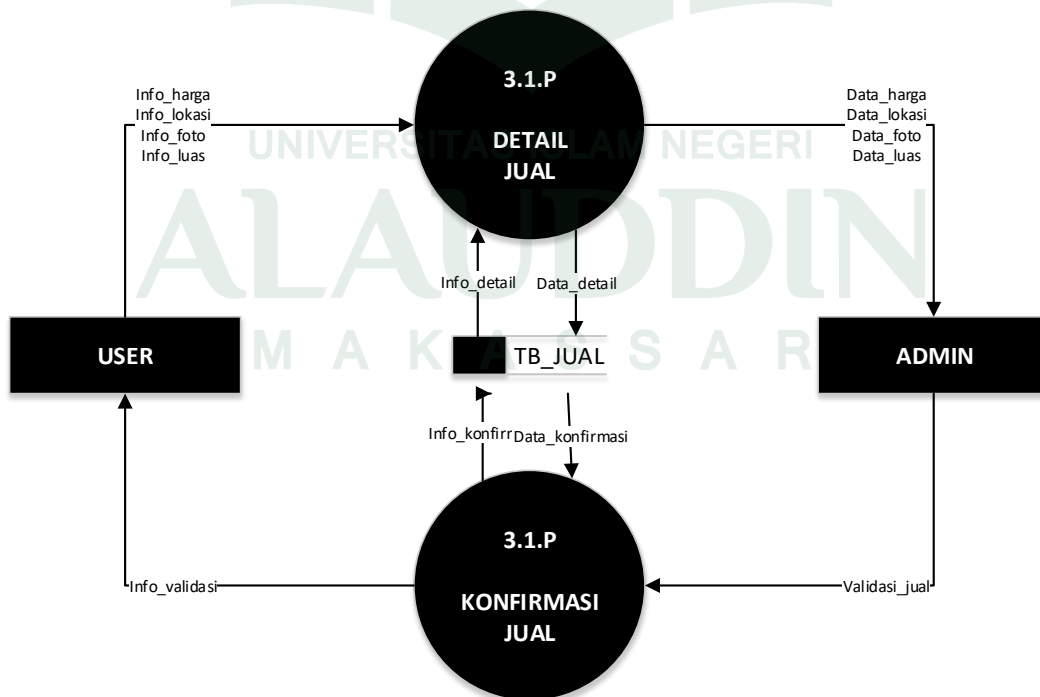 3.1.P
DETAIL
JUAL
Info_harga
Info_lokasi
Info_foto
Info_luas
Data_harga
Data_lokasi
Data_foto
Data_luas
UNIVERSITAS ISLAM NEGERI
ALAUDDIN
MAKASSAR
Info_detail
Data_detail
USER
TB_JUAL
ADMIN
Info_konfirr
Data_konfirmasi
3.1.P
KONFIRMASI
JUAL
Info_validasi
Validasi_jual